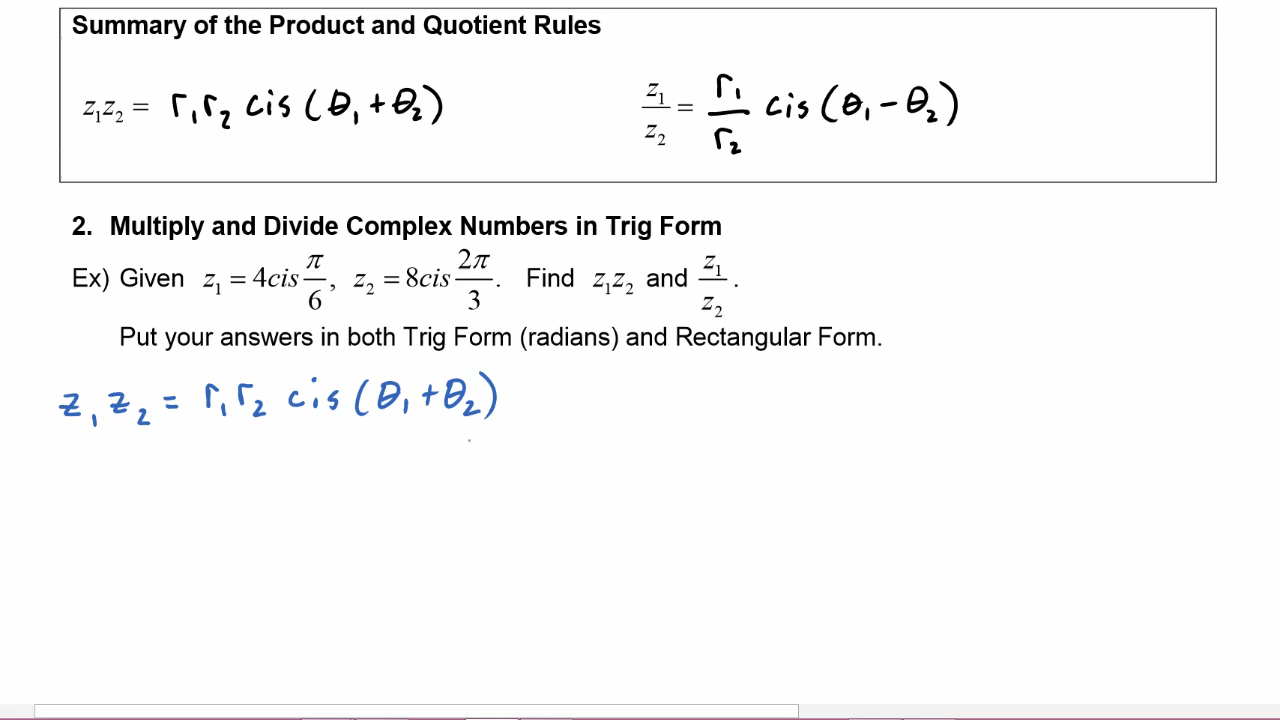 Summary of the Product and Quotient Rules
z₁z₂ = r₁r₂ cis(θ₁+θ₂)    z₁/z₂ = r₁/r₂ cis(θ₁-θ₂)
2. Multiply and Divide Complex Numbers in Trig Form
Ex) Given z₁ = 4cis π/6, z₂ = 8cis 2π/3. Find z₁z₂ and z₁/z₂.
Put your answers in both Trig Form (radians) and Rectangular Form.
z₁z₂ = r₁r₂ cis(θ₁+θ₂)